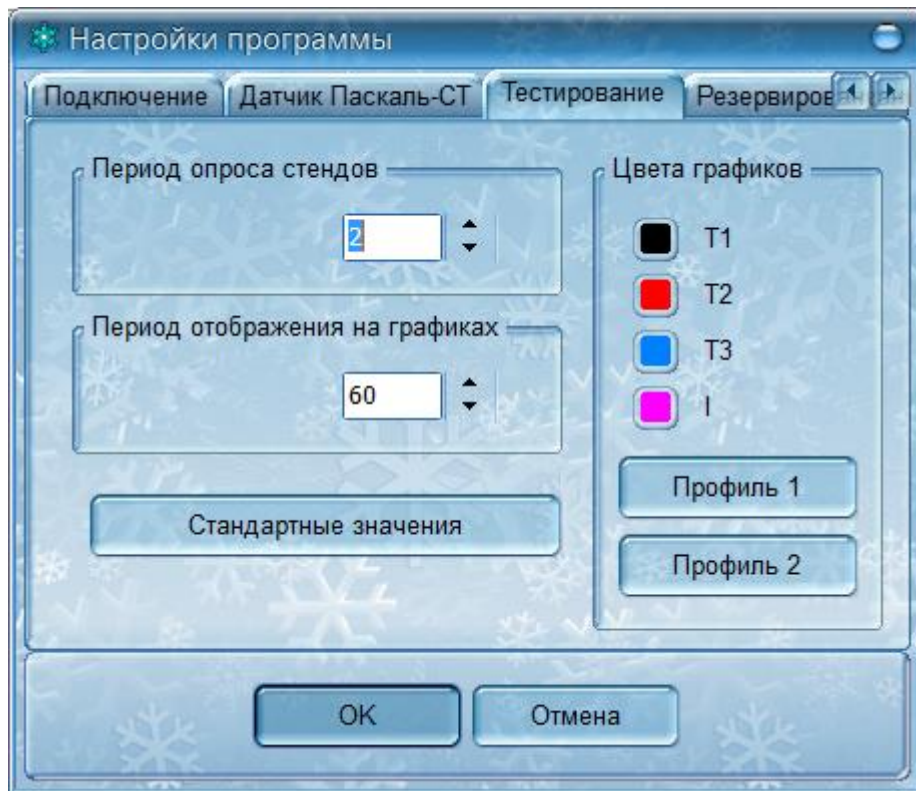 Настройки программы
Подключение
Датчик Паскаль-СТ
Тестирование
Период опроса стендов
2
Период отображения на графиках
60
Стандартные значения
Цвета графиков
T1
T2
T3
I
Профиль 1
Профиль 2
OK
Отмена